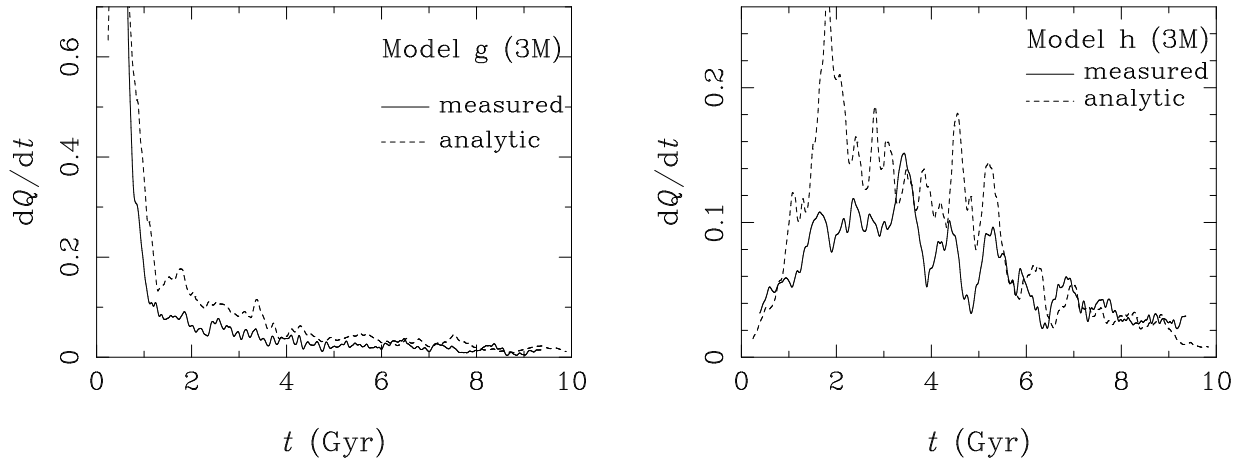 Model g (3M)
measured
analytic
dQ/dt
0.6
0.4
0.2
0
0 2 4 6 8 10
t (Gyr)
Model h (3M)
measured
analytic
dQ/dt
0.2
0.1
0
0 2 4 6 8 10
t (Gyr)